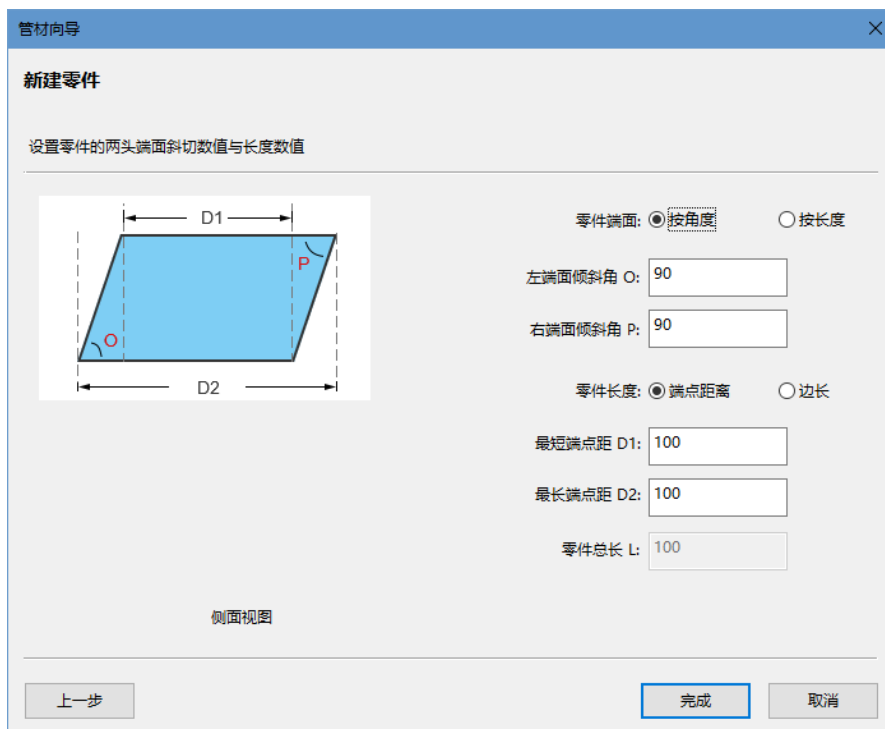 管材向导
新建零件
设置零件的两头端面斜切数值与长度数值
D1
P
O
D2
侧面视图
零件端面: 按角度 按长度
左端面倾斜角 O: 90
右端面倾斜角 P: 90
零件长度: 端点距离 边长
最短端点距 D1: 100
最长端点距 D2: 100
零件总长 L: 100
上一步 完成 取消